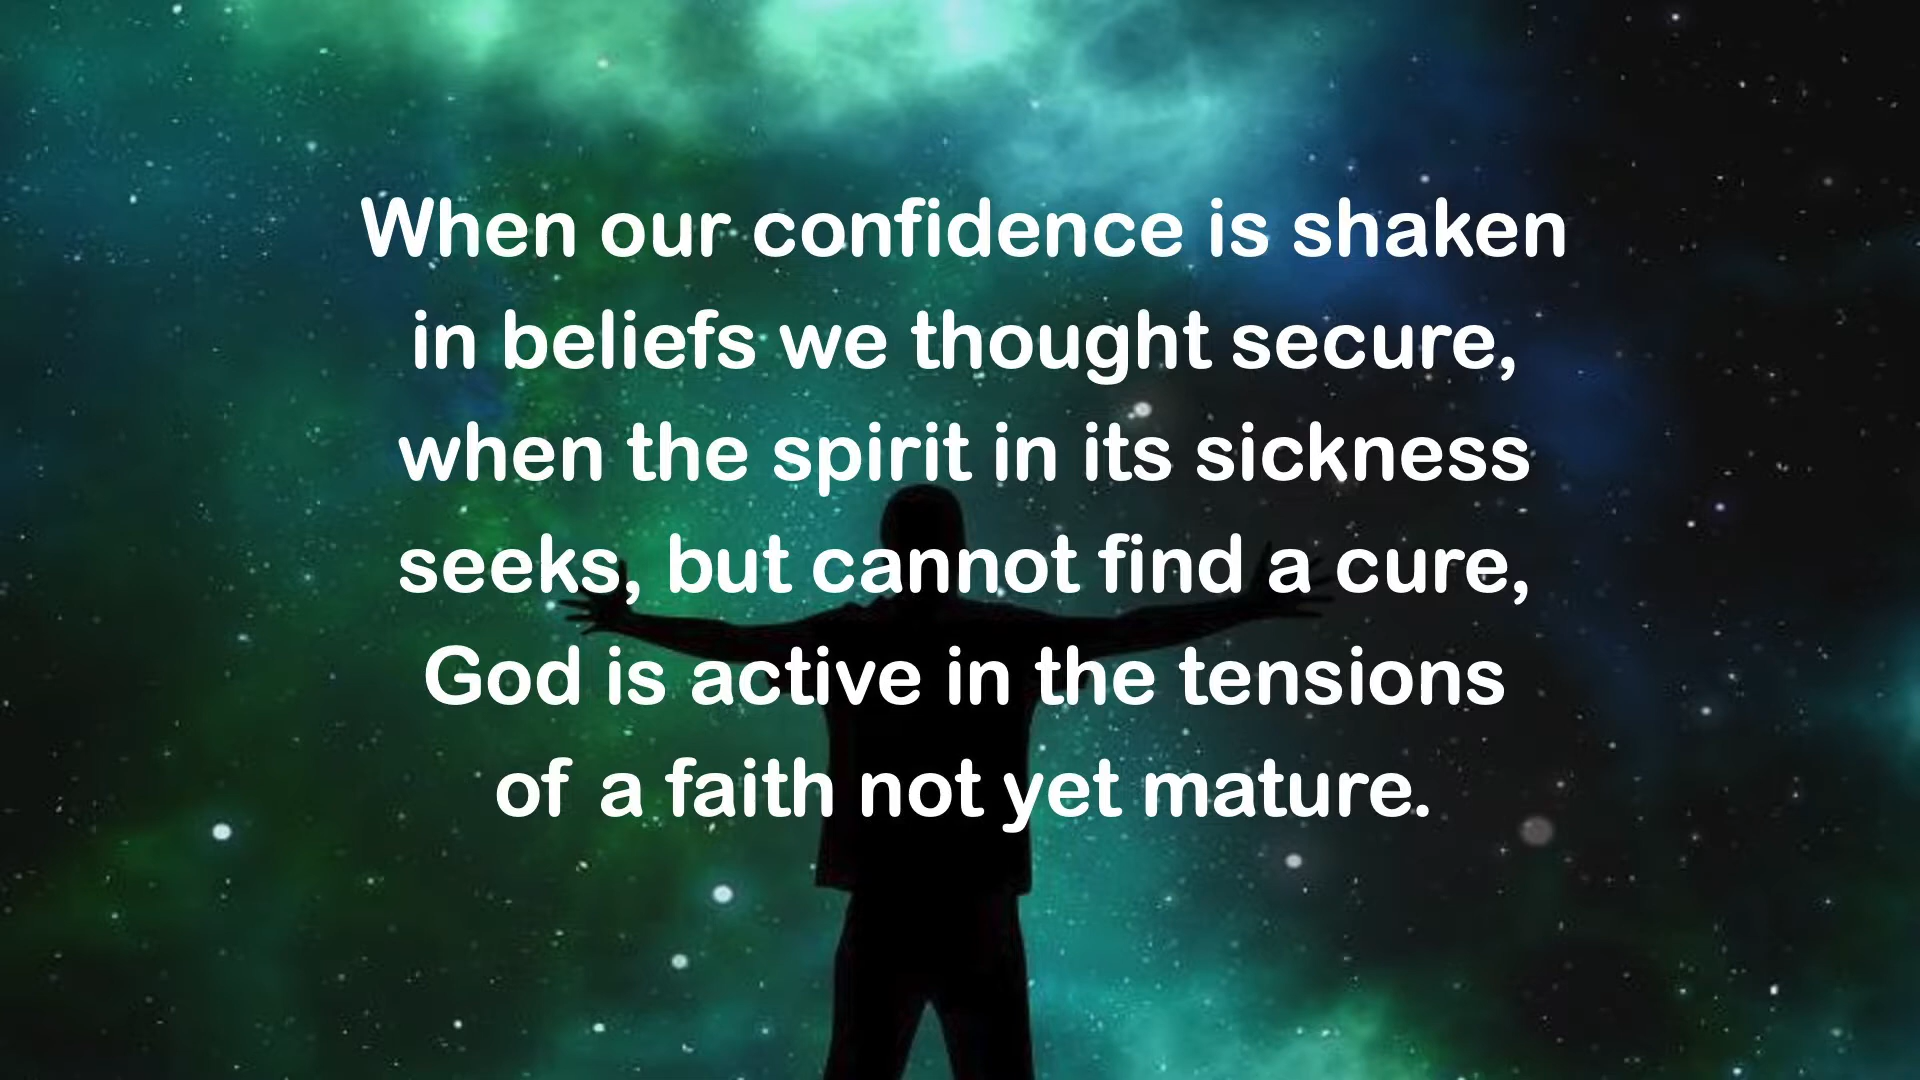 When our confidence is shaken
in beliefs we thought secure,
when the spirit in its sickness
seeks, but cannot find a cure,
God is active in the tensions
of a faith not yet mature.